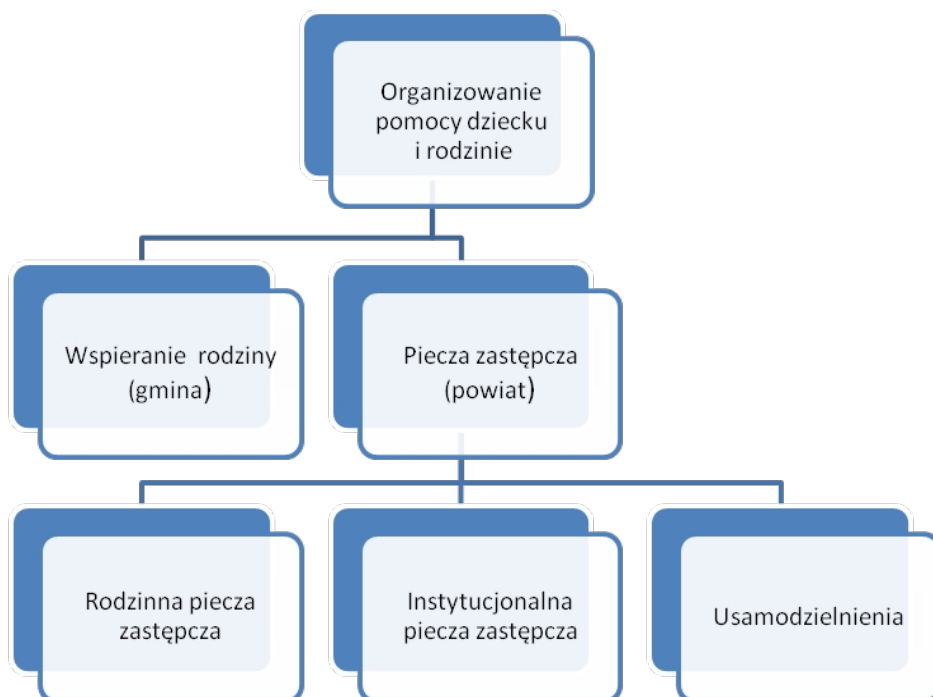 Organizowanie
pomocy dziecku
i rodzinie
Wspieranie rodziny
(gmina)
Piecza zastępcza
(powiat)
Rodzinna piecza
zastępcza
Instytucjonalna
piecza zastępcza
Usamodzielnienia